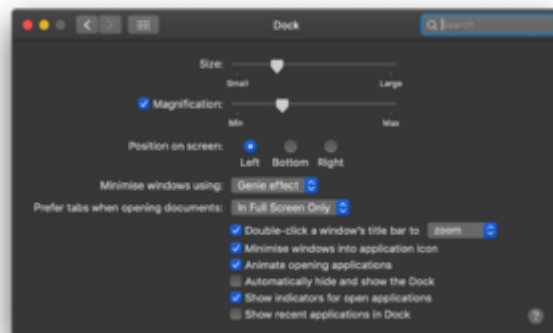 Dock
Search
Size:
Small Large
Magnification:
Min Max
Position on screen:
Left Bottom Right
Minimise windows using: Genie effect
Prefer tabs when opening documents: In Full Screen Only
Double-click a window's title bar to zoom
Minimise windows into application icon
Animate opening applications
Automatically hide and show the Dock
Show indicators for open applications
Show recent applications in Dock
?